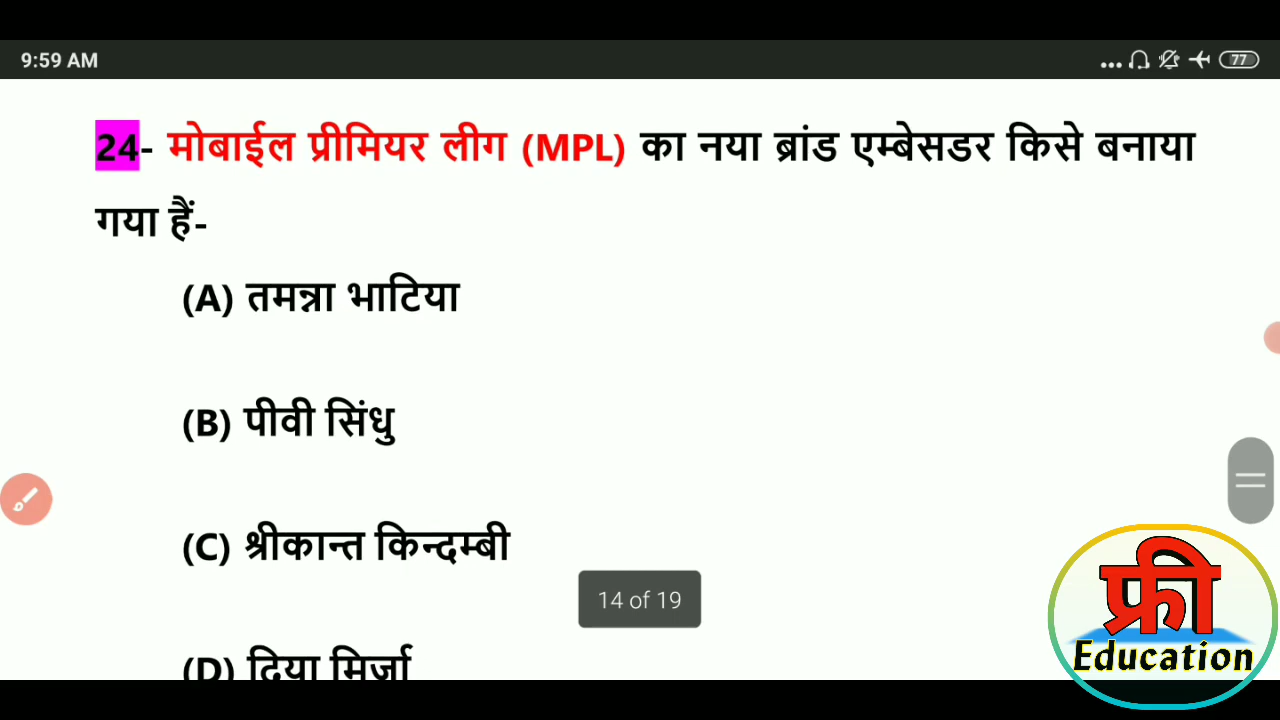 9:59 AM
77
24- मोबाईल प्रीमियर लीग (MPL) का नया ब्रांड एम्बेसडर किसे बनाया
गया हैं-
(A) तमन्ना भाटिया
(B) पीवी सिंधु
(C) श्रीकान्त किन्दम्बी
14 of 19
(D) दिया मिर्जा
फ्री
Education